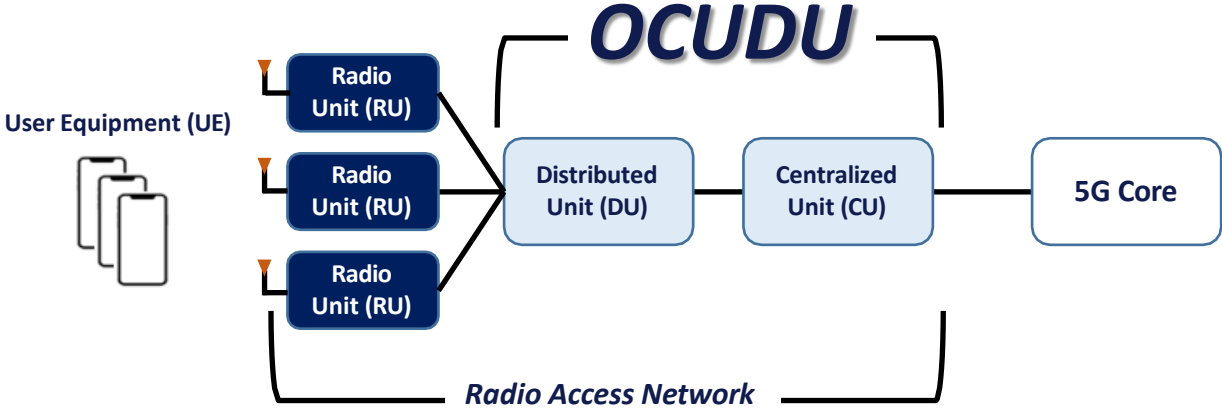 OCUDU
User Equipment (UE)
Radio
Unit (RU)
Radio
Unit (RU)
Radio
Unit (RU)
Distributed
Unit (DU)
Centralized
Unit (CU)
5G Core
Radio Access Network